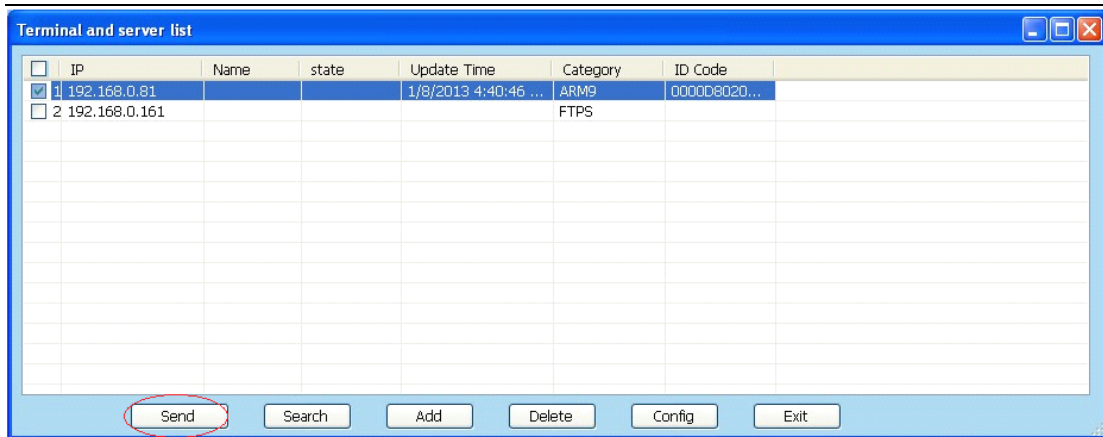 Terminal and server list
IP Name state Update Time Category ID Code
1 192.168.0.81 1/8/2013 4:40:46 ... ARM9 0000D8020...
2 192.168.0.161 FTPS
Send Search Add Delete Config Exit